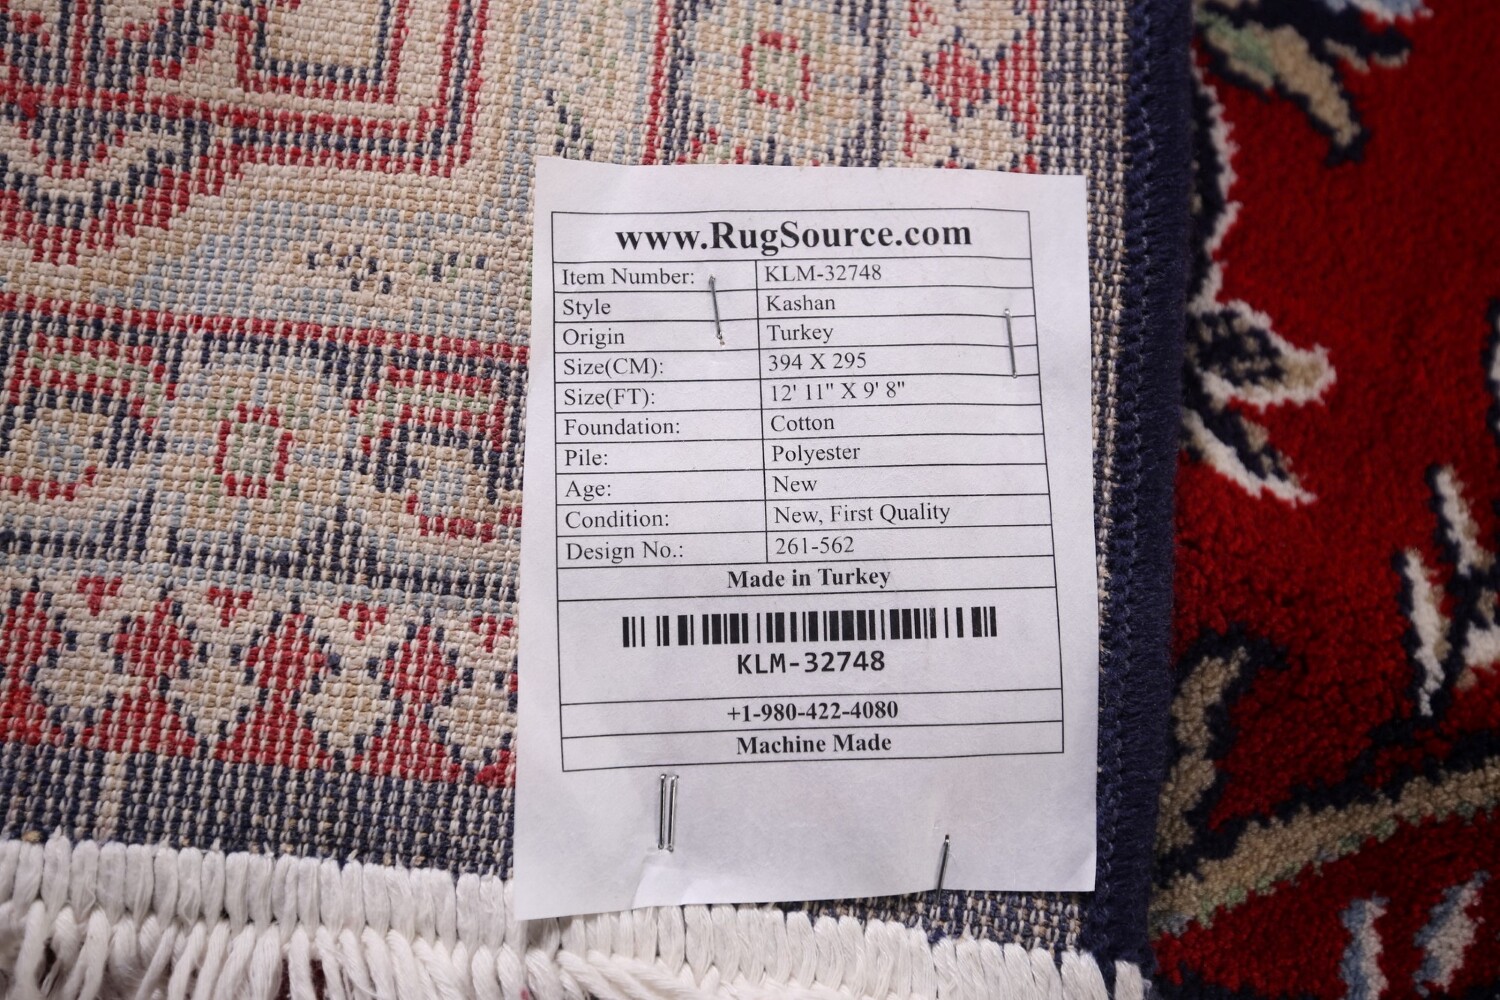 www.RugSource.com
Item Number: KLM-32748
Style Kashan
Origin Turkey
Size(CM): 394 X 295
Size(FT): 12' 11" X 9' 8"
Foundation: Cotton
Pile: Polyester
Age: New
Condition: New, First Quality
Design No.: 261-562
Made in Turkey
KLM-32748
+1-980-422-4080
Machine Made